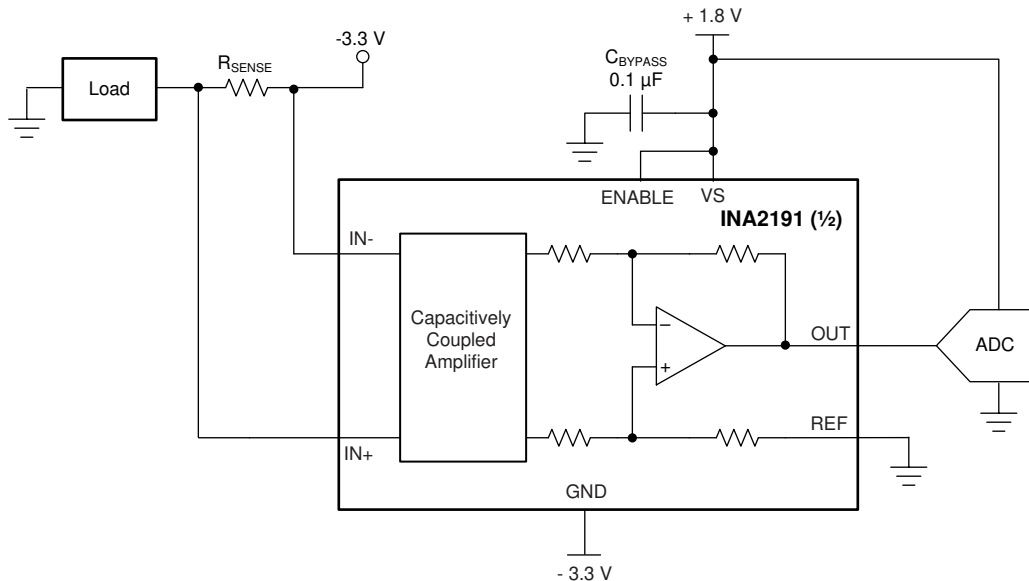 + 1.8 V
-3.3 V
CBYPASS
0.1 µF
RSENSE
Load
ENABLE
VS
INA2191 (½)
IN-
Capacitively
Coupled
Amplifier
−
+
OUT
ADC
REF
IN+
GND
- 3.3 V